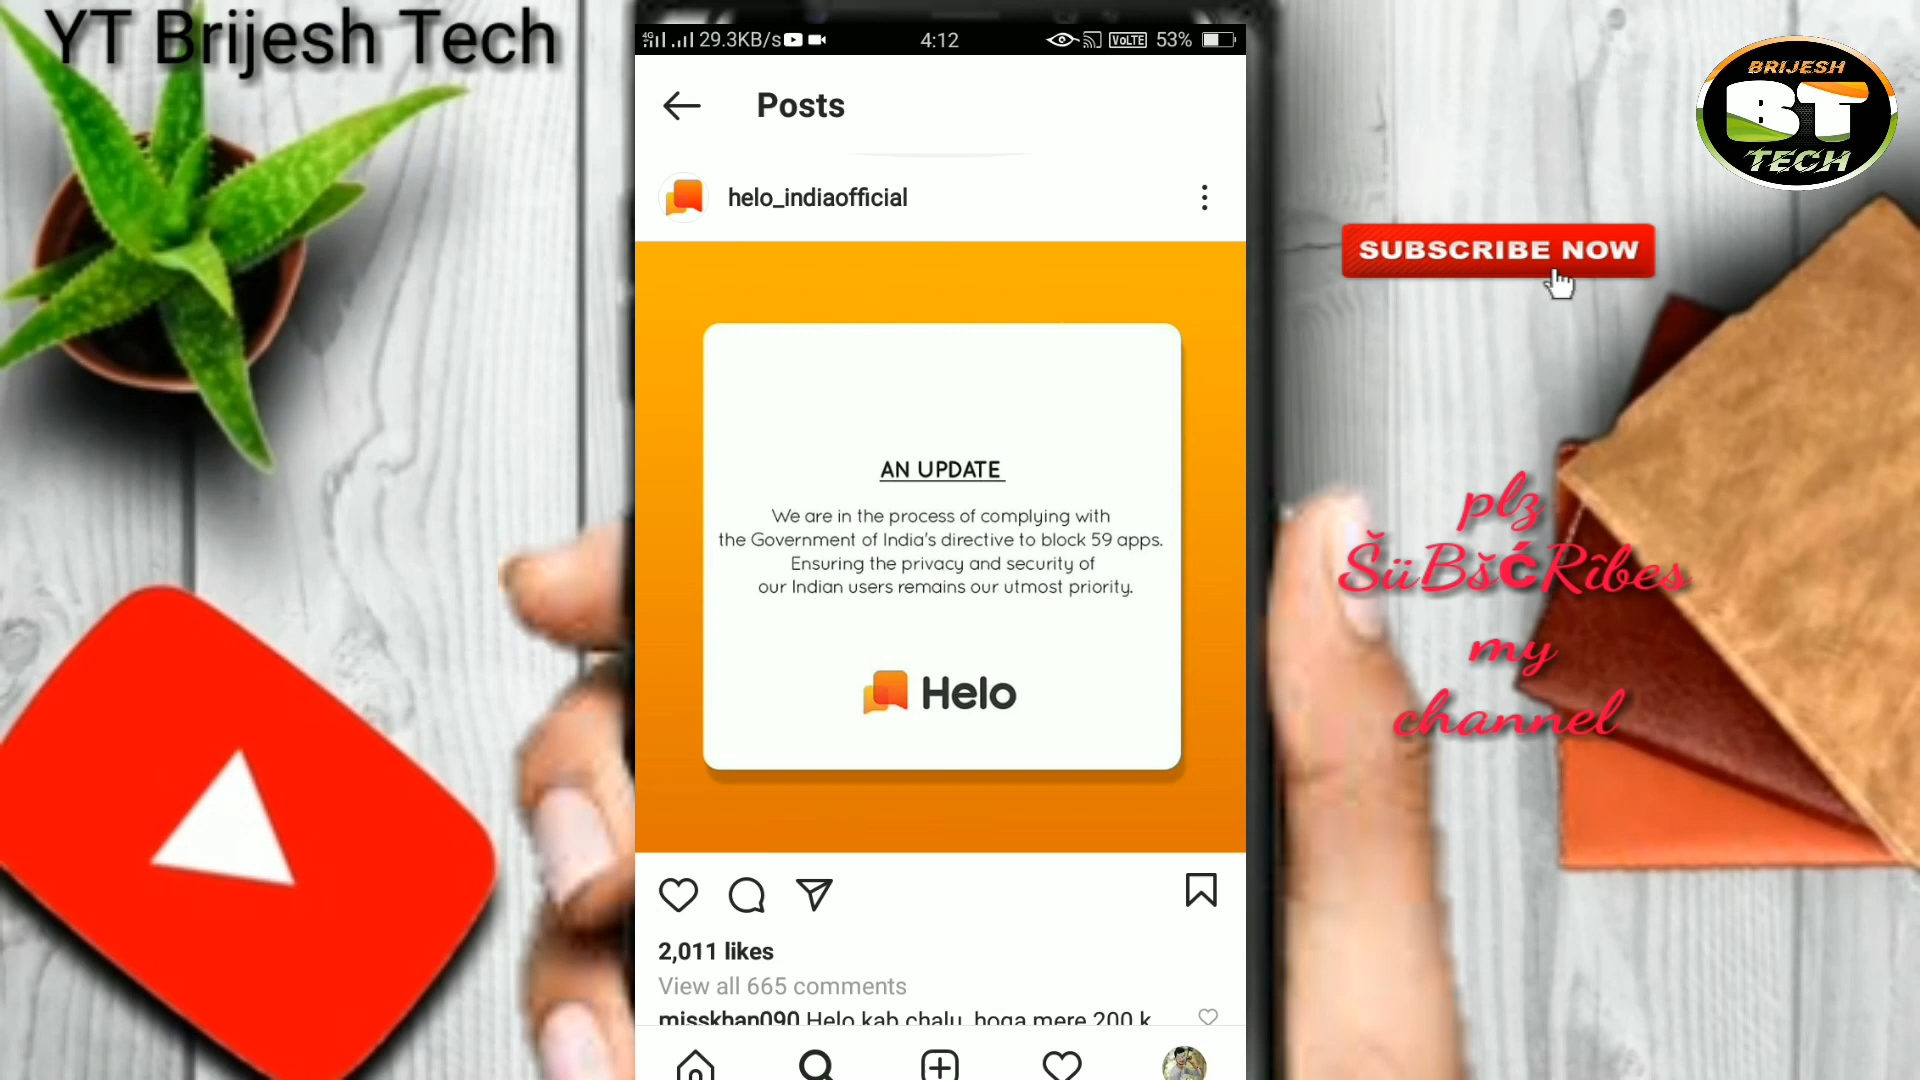 YT Brijesh Tech
4G 29.3KB/s 4:12 VoLTE 53%
BRIJESH
BT
TECH
Posts
helo_indiaofficial
SUBSCRIBE NOW
AN UPDATE
We are in the process of complying with
the Government of India's directive to block 59 apps.
Ensuring the privacy and security of
our Indian users remains our utmost priority.
Helo
plz
ŠüBšĆRîbes
my
channel
2,011 likes
View all 665 comments
misskhan090 Helo kab chalu hoga mere 200 k